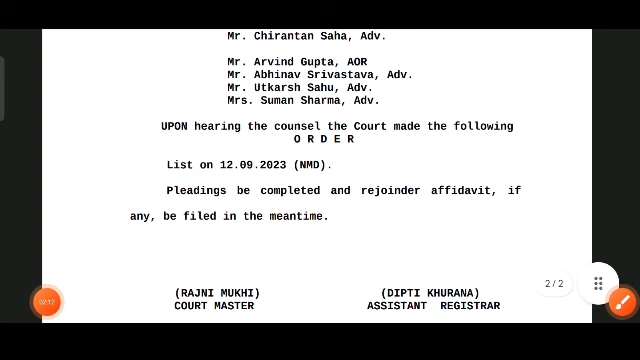 Mr. Chirantan Saha, Adv.
Mr. Arvind Gupta, AOR
Mr. Abhinav Srivastava, Adv.
Mr. Utkarsh Sahu, Adv.
Mrs. Suman Sharma, Adv.
UPON hearing the counsel the Court made the following
O R D E R
List on 12.09.2023 (NMD).
Pleadings be completed and rejoinder affidavit, if
any, be filed in the meantime.
2/2
(RAJNI MUKHI) (DIPTI KHURANA)
COURT MASTER ASSISTANT REGISTRAR
02:12